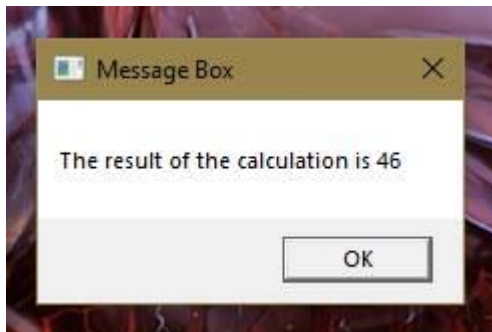 Message Box
The result of the calculation is 46
OK